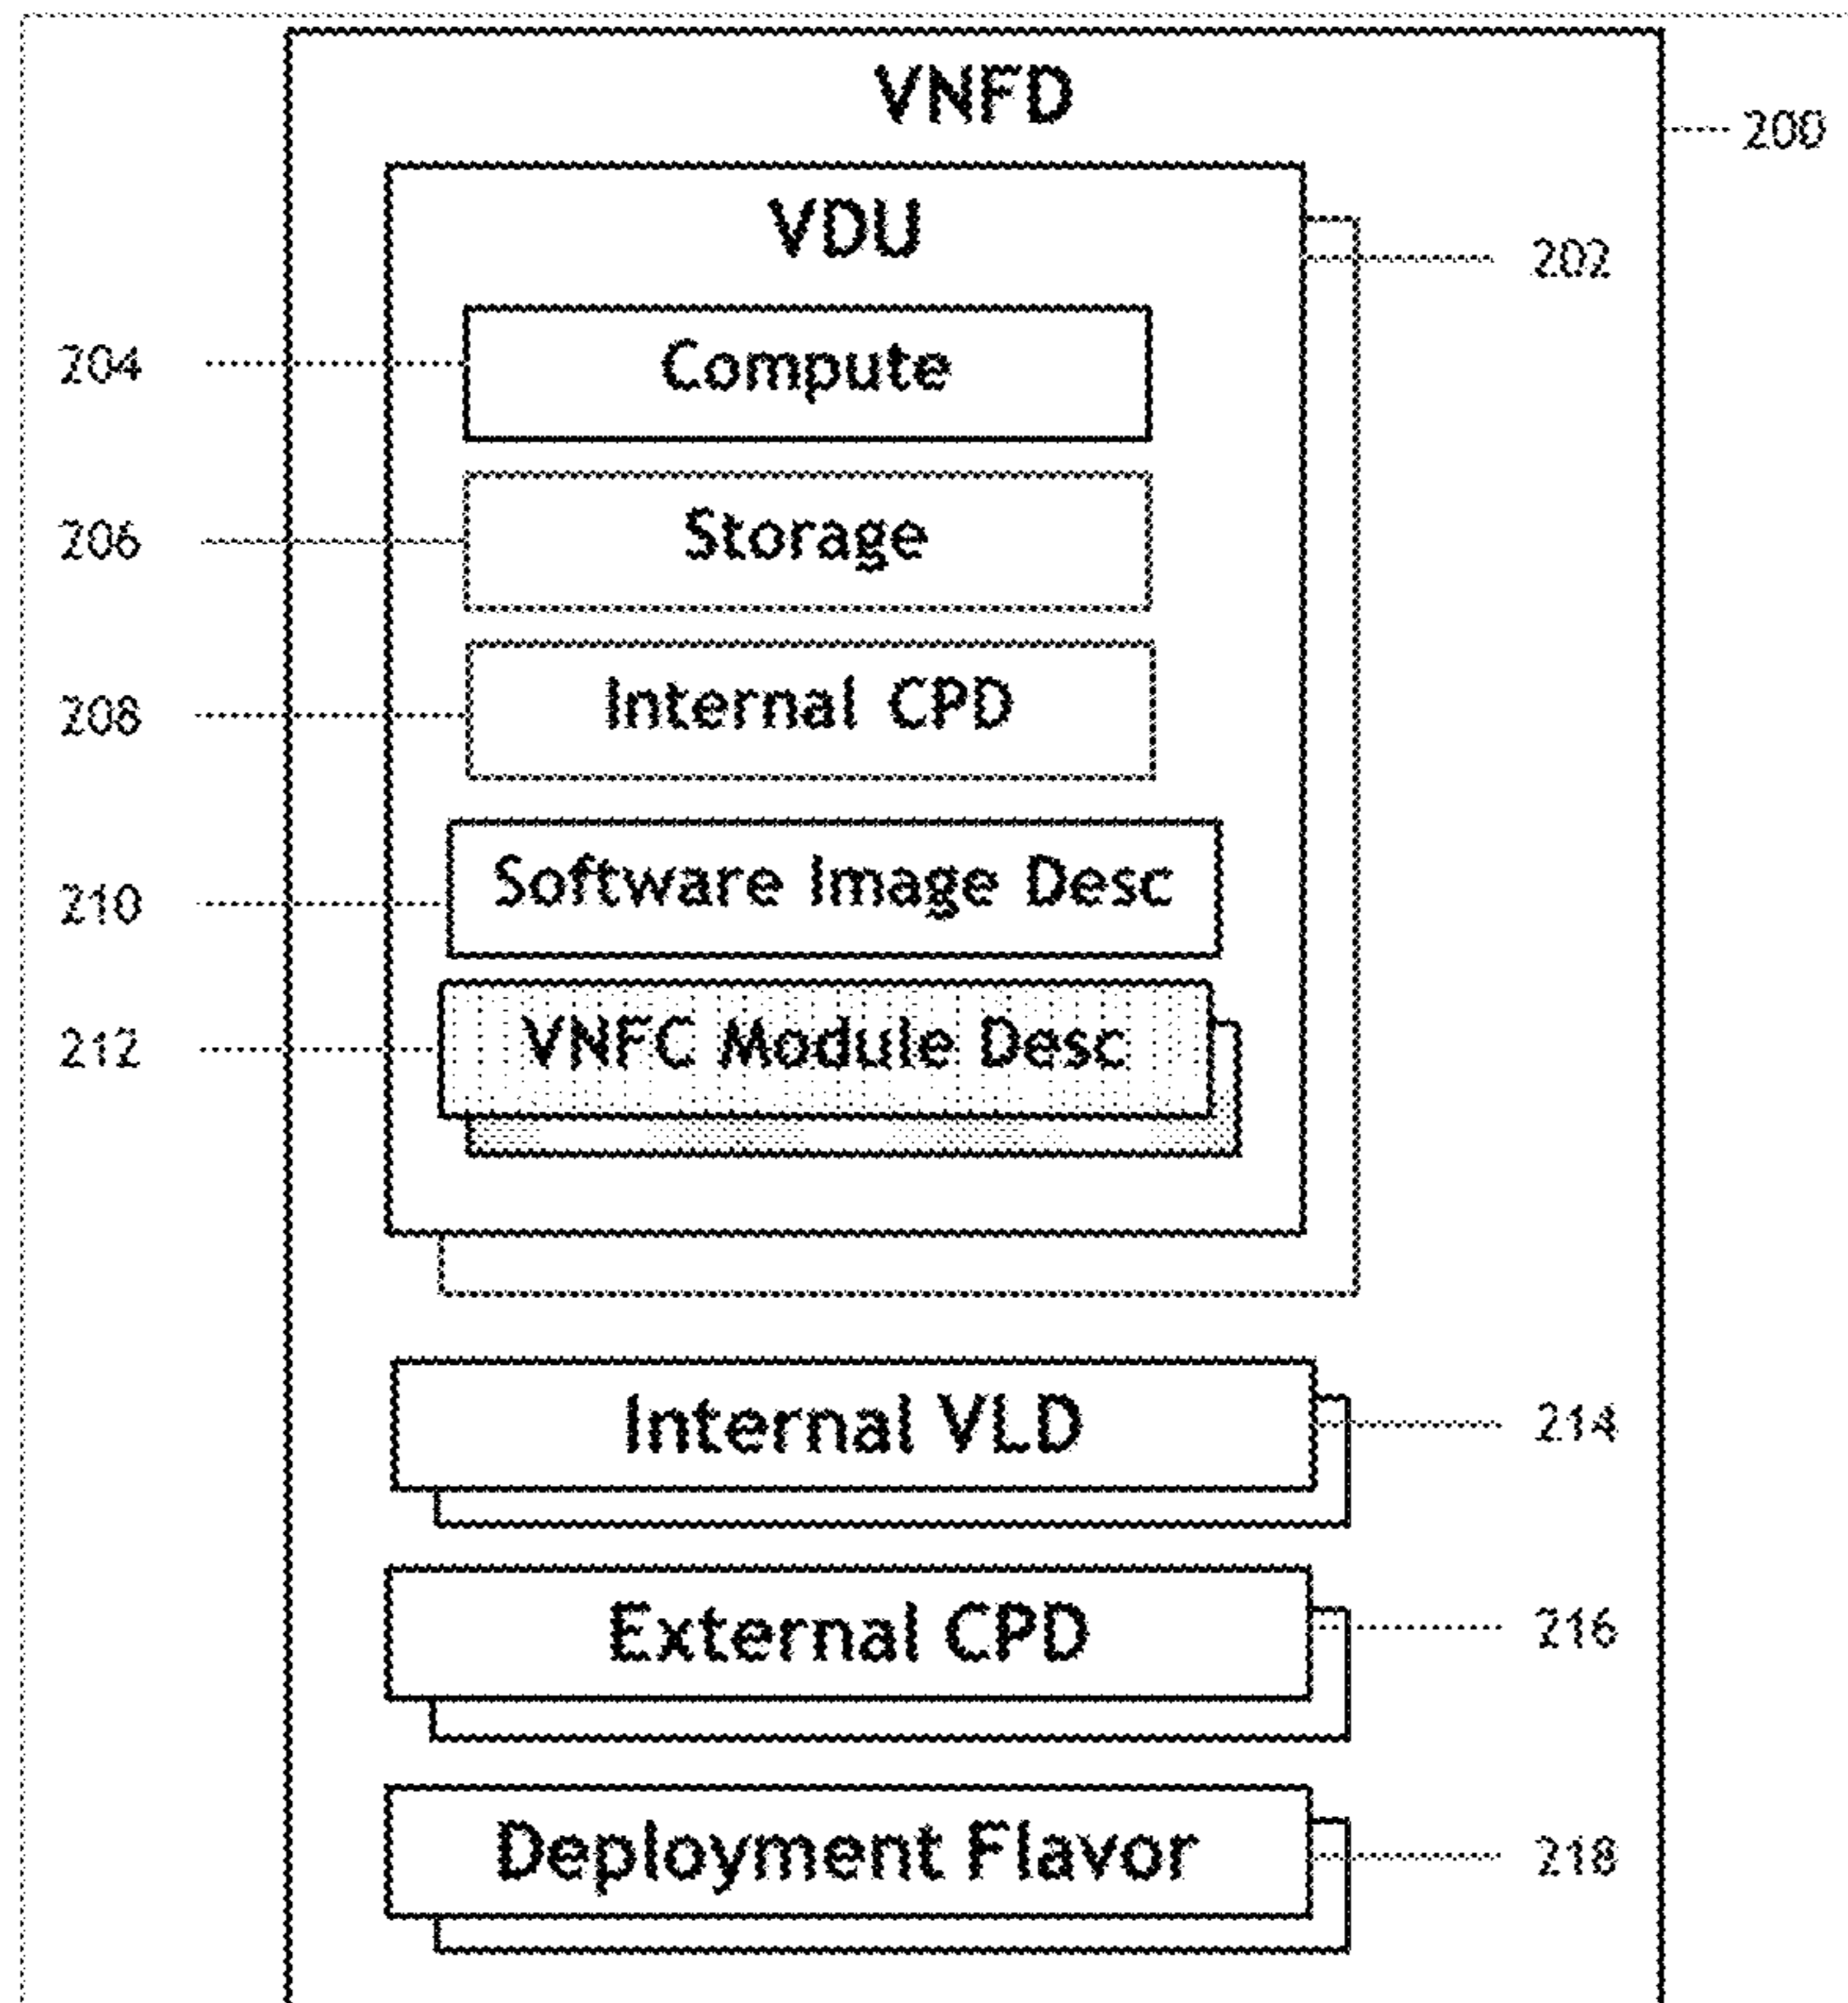 VNFD
200
VDU
202
204
Compute
206
Storage
208
Internal CPD
210
Software Image Desc
212
VNFC Module Desc
Internal VLD
214
External CPD
216
Deployment Flavor
218